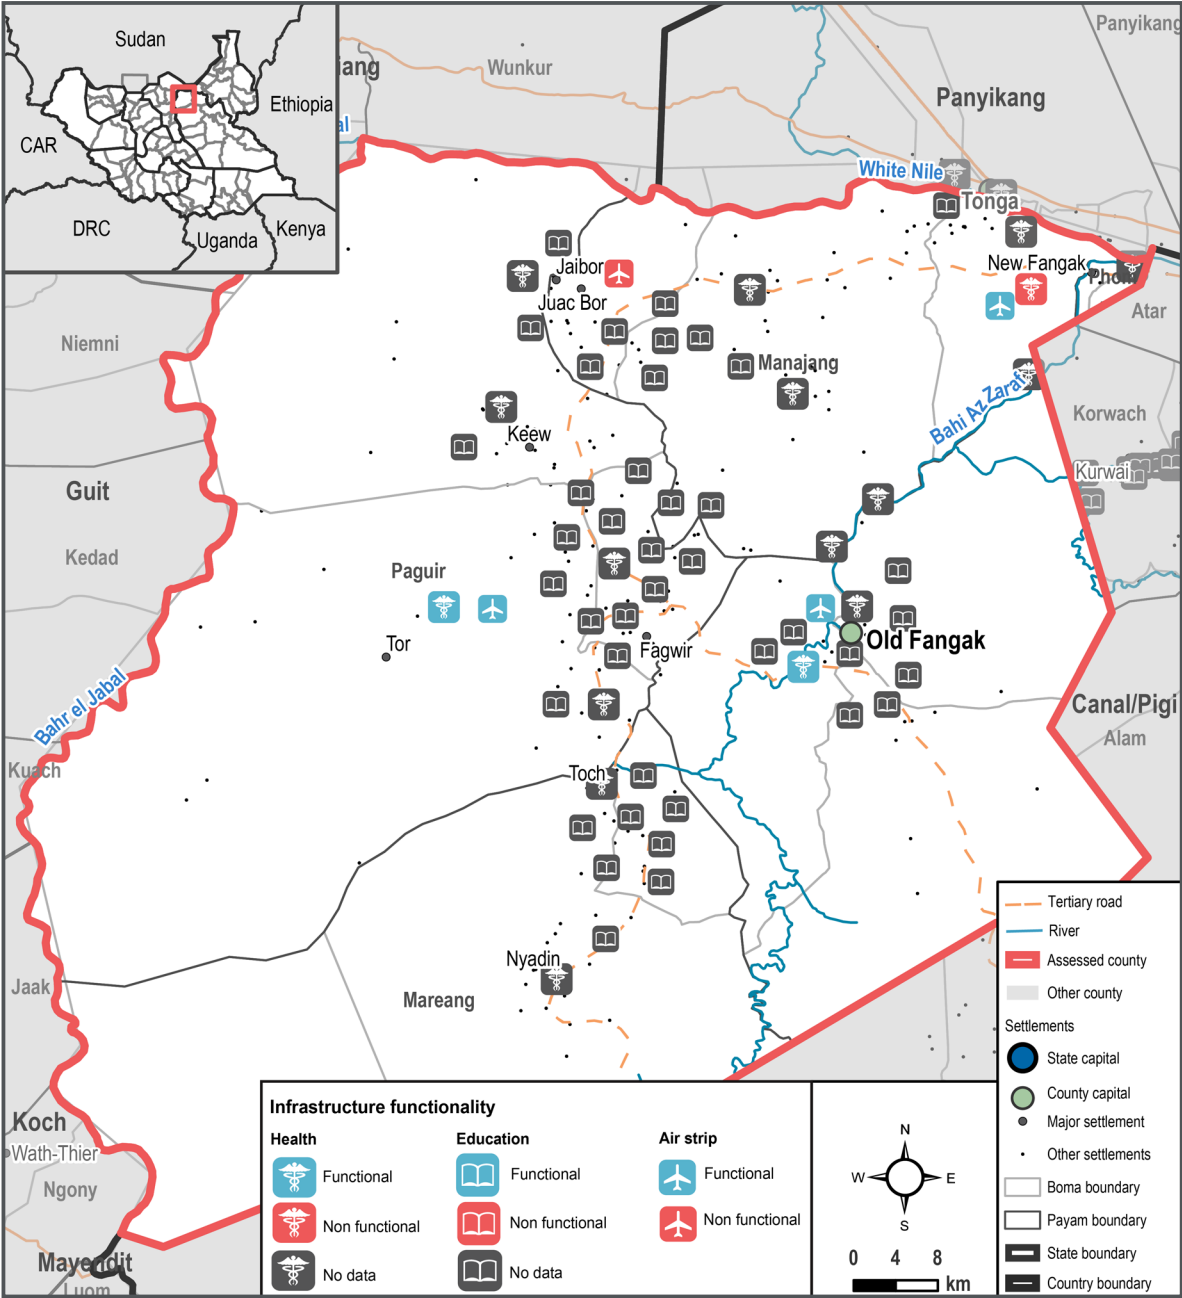 Sudan
Ethiopia
CAR
DRC
Uganda
Kenya
iang
al
Wunkur
Panyikang
Panyikang
White Nile
Tonga
New Fangak
Phom
Atar
Jaibor
Juac Bor
Niemni
Manajang
Bahi Az Zaraf
Korwach
Keew
Kurwai
Guit
Kedad
Paguir
Tor
Fagwir
Old Fangak
Bahr el Jabal
Canal/Pigi
Alam
Kuach
Toch
Nyadin
Jaak
Mareang
Koch
Wath-Thier
Ngony
Mayendit
Luom
Tertiary road
River
Assessed county
Other county
Settlements
State capital
County capital
Major settlement
Other settlements
Boma boundary
Payam boundary
State boundary
Country boundary
Infrastructure functionality
Health
Functional
Non functional
No data
Education
Functional
Non functional
No data
Air strip
Functional
Non functional
N
W E
S
0 4 8
km